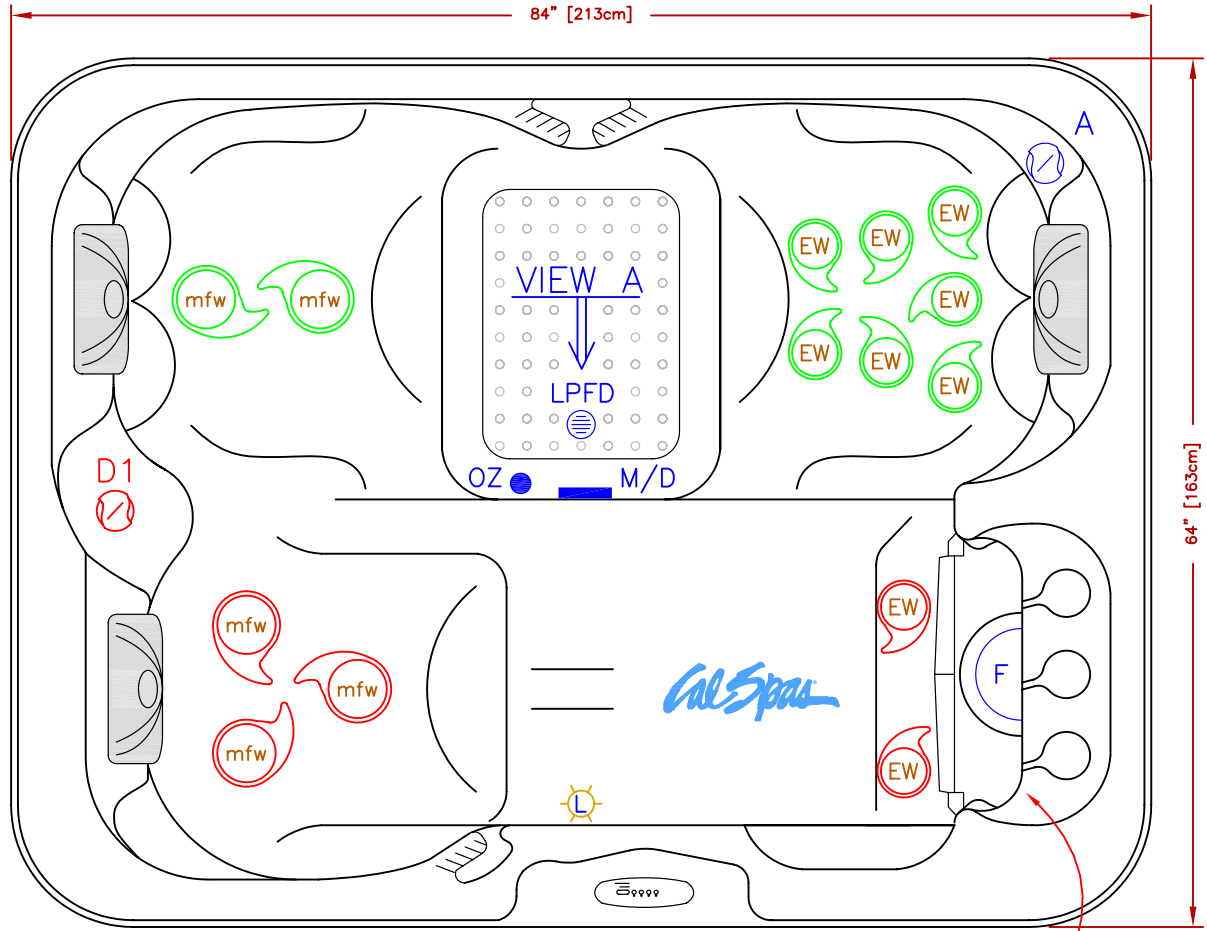 84" [213cm]
A
EW
EW
EW
mfw
mfw
VIEW A
EW
EW
EW
EW
LPFD
OZ
M/D
D1
64" [163cm]
mfw
EW
mfw
F
Cal Spas
mfw
EW
L